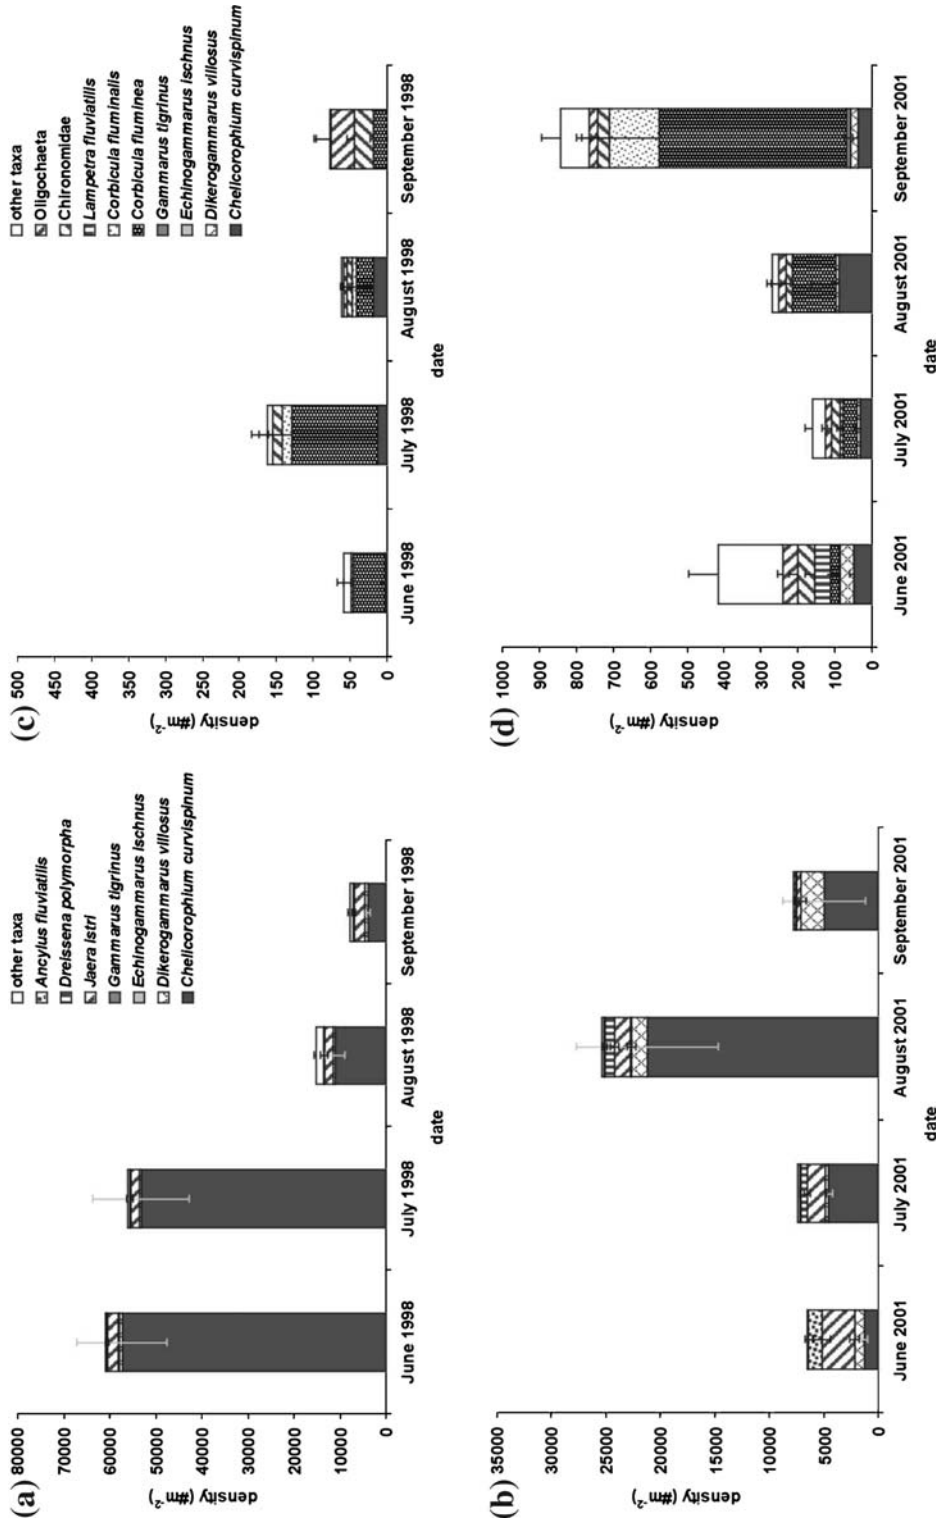 (a)
80000
70000
60000
50000
40000
30000
20000
10000
0
density (#m-2)
other taxa
Ancylus fluviatilis
Dreissena polymorpha
Jaera istri
Gammarus tigrinus
Echinogammarus ischnus
Dikerogammarus villosus
Chelicorophium curvispinum
June 1998
July 1998
August 1998
September 1998
date
(b)
35000
30000
25000
20000
15000
10000
5000
0
density (#m-2)
June 2001
July 2001
August 2001
September 2001
date
(c)
500
450
400
350
300
250
200
150
100
50
0
density (#m-2)
other taxa
Oligochaeta
Chironomidae
Lampetra fluviatilis
Corbicula fluminalis
Corbicula fluminea
Gammarus tigrinus
Echinogammarus ischnus
Dikerogammarus villosus
Chelicorophium curvispinum
June 1998
July 1998
August 1998
September 1998
date
(d)
1000
900
800
700
600
500
400
300
200
100
0
density (#m-2)
June 2001
July 2001
August 2001
September 2001
date